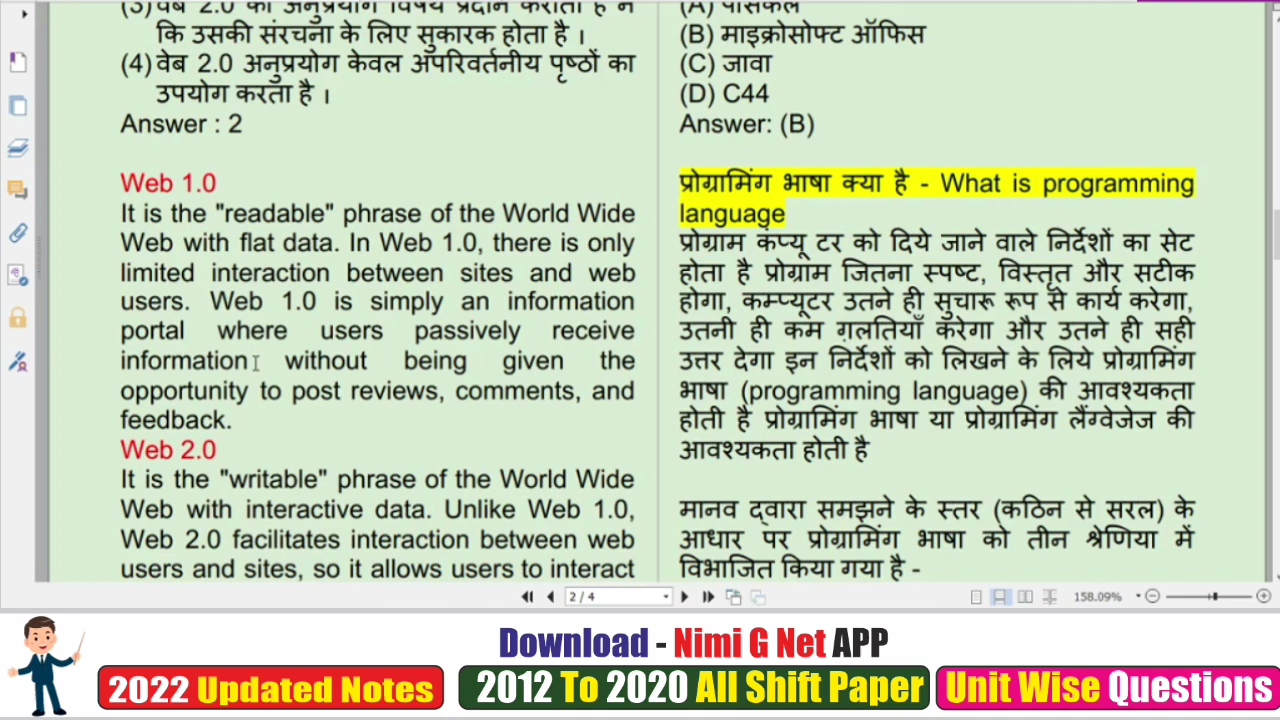 (3) वेब 2.0 का अनुप्रयोग विषय प्रदान कराता है न
कि उसकी संरचना के लिए सुकारक होता है ।
(4) वेब 2.0 अनुप्रयोग केवल अपरिवर्तनीय पृष्ठों का
उपयोग करता है ।
Answer : 2
Web 1.0
It is the "readable" phrase of the World Wide
Web with flat data. In Web 1.0, there is only
limited interaction between sites and web
users. Web 1.0 is simply an information
portal where users passively receive
information without being given the
opportunity to post reviews, comments, and
feedback.
Web 2.0
It is the "writable" phrase of the World Wide
Web with interactive data. Unlike Web 1.0,
Web 2.0 facilitates interaction between web
users and sites, so it allows users to interact
(A) पास्कल
(B) माइक्रोसोफ्ट ऑफिस
(C) जावा
(D) C44
Answer: (B)
प्रोग्रामिंग भाषा क्या है - What is programming
language
प्रोग्राम कंप्यू टर को दिये जाने वाले निर्देशों का सेट
होता है प्रोग्राम जितना स्पष्ट, विस्तृत और सटीक
होगा, कम्प्यूटर उतने ही सुचारू रूप से कार्य करेगा,
उतनी ही कम ग़लतियाँ करेगा और उतने ही सही
उत्तर देगा इन निर्देशों को लिखने के लिये प्रोग्रामिंग
भाषा (programming language) की आवश्यकता
होती है प्रोग्रामिंग भाषा या प्रोग्रामिंग लैंग्वेजेज की
आवश्यकता होती है
मानव द्वारा समझने के स्तर (कठिन से सरल) के
आधार पर प्रोग्रामिंग भाषा को तीन श्रेणिया में
विभाजित किया गया है -
2 / 4
158.09%
Download - Nimi G Net APP
2022 Updated Notes
2012 To 2020 All Shift Paper
Unit Wise Questions